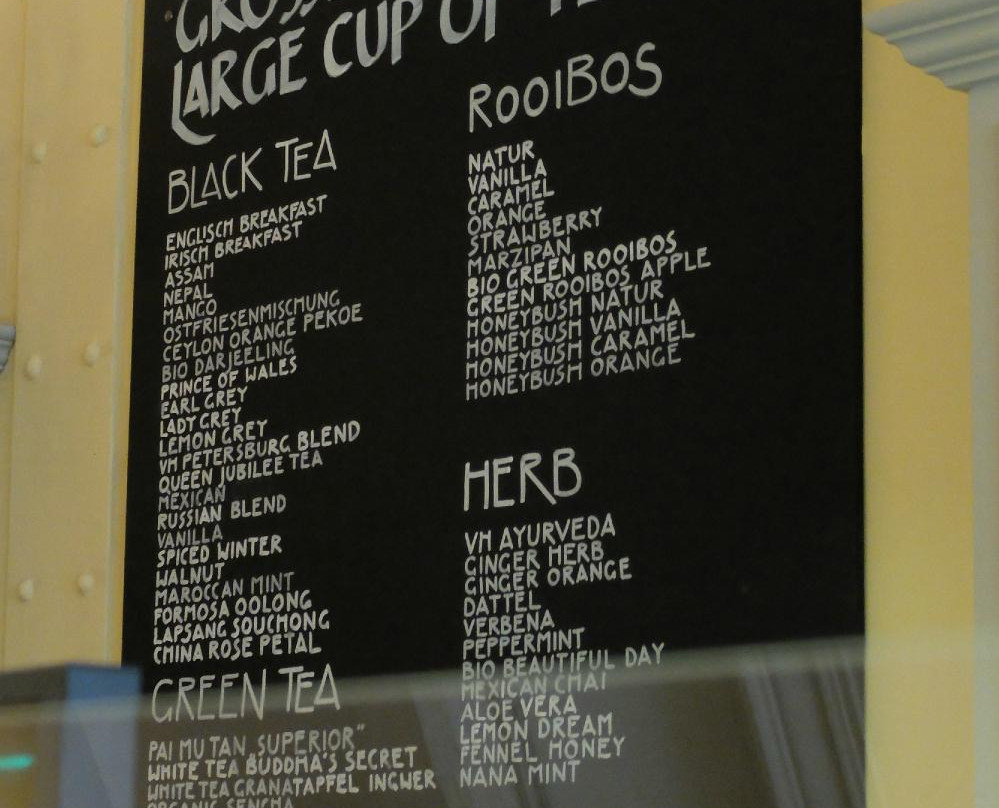 LARGE CUP OF
BLACK TEA
ENGLISCH BREAKFAST
IRISCH BREAKFAST
ASSAM
NEPAL
MANGO
OSTFRIESENMISCHUNG
CEYLON ORANGE PEKOE
BIO DARJEELING
PRINCE OF WALES
EARL GREY
LADY GREY
LEMON GREY
VH PETERSBURG BLEND
QUEEN JUBILEE TEA
MEXICAN
RUSSIAN BLEND
VANILLA
SPICED WINTER
WALNUT
MAROCCAN MINT
FORMOSA OOLONG
LAPSANG SOUCHONG
CHINA ROSE PETAL
GREEN TEA
PAI MU TAN „SUPERIOR"
WHITE TEA BUDDHA'S SECRET
WHITE TEA GRANATAPFEL INGWER
ORGANIC SENCHA
ROOIBOS
NATUR
VANILLA
CARAMEL
ORANGE
STRAWBERRY
MARZIPAN
BIO GREEN ROOIBOS
GREEN ROOIBOS APPLE
HONEYBUSH NATUR
HONEYBUSH VANILLA
HONEYBUSH CARAMEL
HONEYBUSH ORANGE
HERB
VH AYURVEDA
GINGER HERB
GINGER ORANGE
DATTEL
VERBENA
PEPPERMINT
BIO BEAUTIFUL DAY
MEXICAN CHAI
ALOE VERA
LEMON DREAM
FENNEL HONEY
NANA MINT